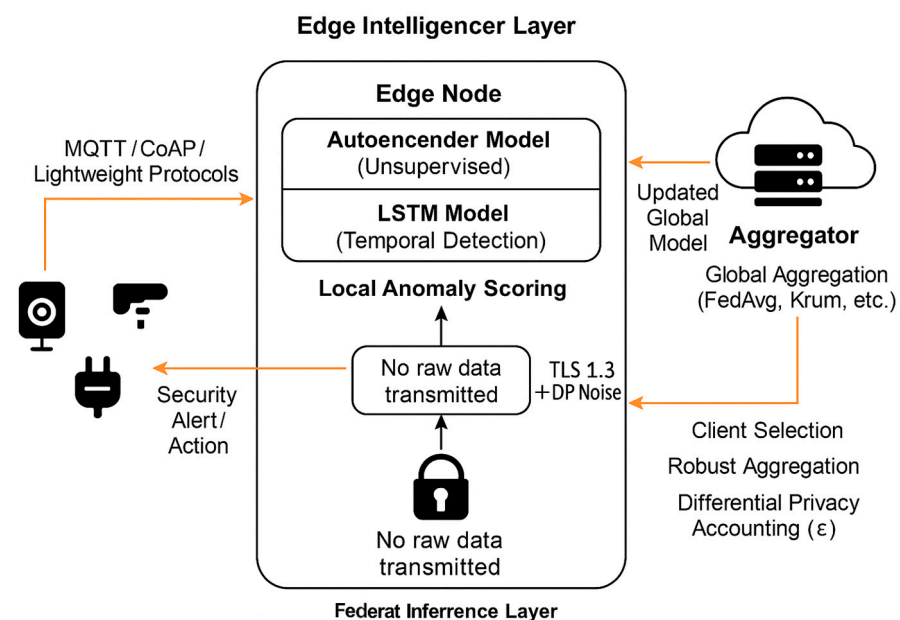 Edge Intelligencer Layer
Edge Node
Autoencender Model
(Unsupervised)
LSTM Model
(Temporal Detection)
Local Anomaly Scoring
MQTT / CoAP /
Lightweight Protocols
Security
Alert /
Action
No raw data
transmitted
TLS 1.3
+DP Noise
No raw data
transmitted
Updated
Global
Model
Aggregator
Global Aggregation
(FedAvg, Krum, etc.)
Client Selection
Robust Aggregation
Differential Privacy
Accounting (ε)
Federat Inferrence Layer